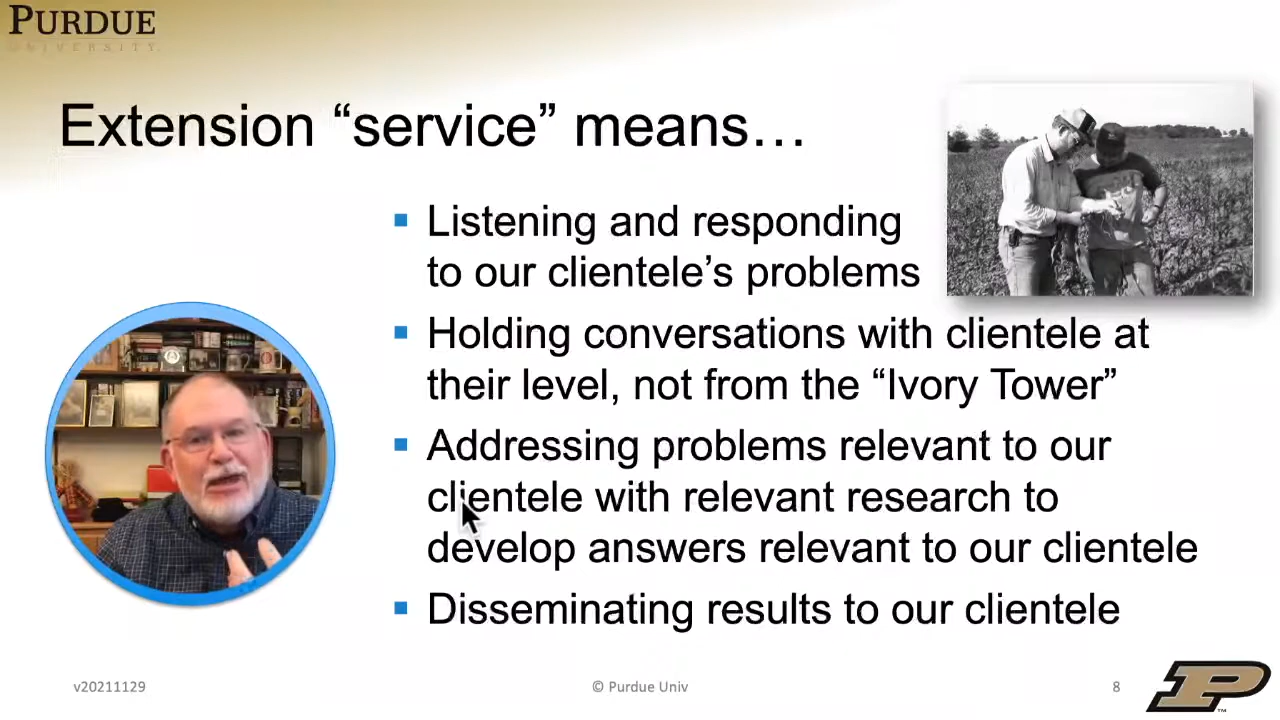 PURDUE
UNIVERSITY
Extension “service” means…
▪ Listening and responding
to our clientele’s problems
▪ Holding conversations with clientele at
their level, not from the “Ivory Tower”
▪ Addressing problems relevant to our
clientele with relevant research to
develop answers relevant to our clientele
▪ Disseminating results to our clientele
v20211129
© Purdue Univ
8
P
TM